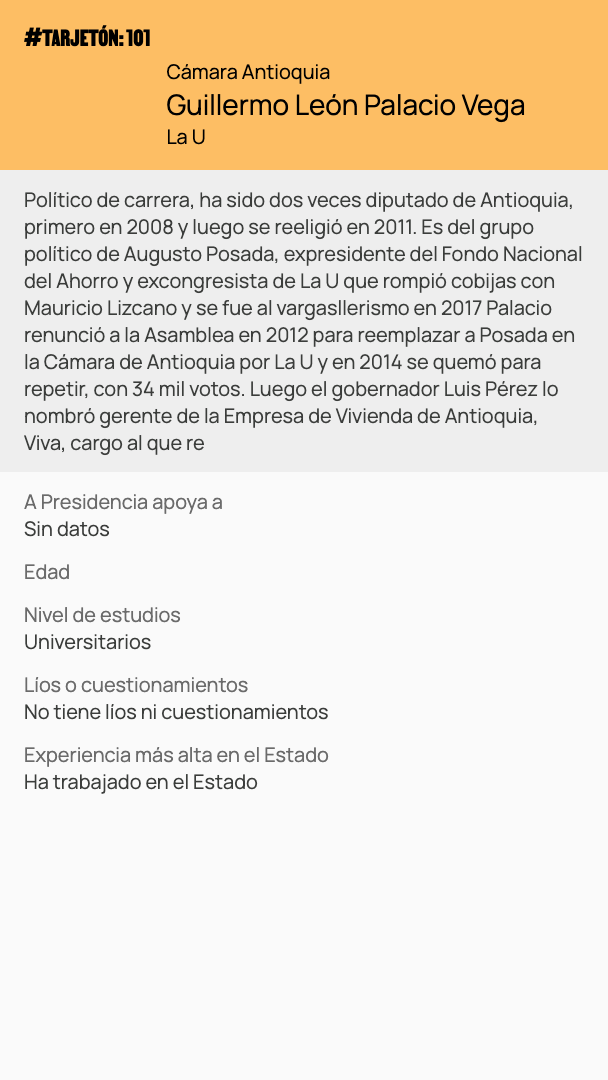 #TARJETÓN: 101
Cámara Antioquia
Guillermo León Palacio Vega
La U
Político de carrera, ha sido dos veces diputado de Antioquia,
primero en 2008 y luego se reeligió en 2011. Es del grupo
político de Augusto Posada, expresidente del Fondo Nacional
del Ahorro y excongresista de La U que rompió cobijas con
Mauricio Lizcano y se fue al vargasllerismo en 2017 Palacio
renunció a la Asamblea en 2012 para reemplazar a Posada en
la Cámara de Antioquia por La U y en 2014 se quemó para
repetir, con 34 mil votos. Luego el gobernador Luis Pérez lo
nombró gerente de la Empresa de Vivienda de Antioquia,
Viva, cargo al que re
A Presidencia apoya a
Sin datos
Edad
Nivel de estudios
Universitarios
Líos o cuestionamientos
No tiene líos ni cuestionamientos
Experiencia más alta en el Estado
Ha trabajado en el Estado